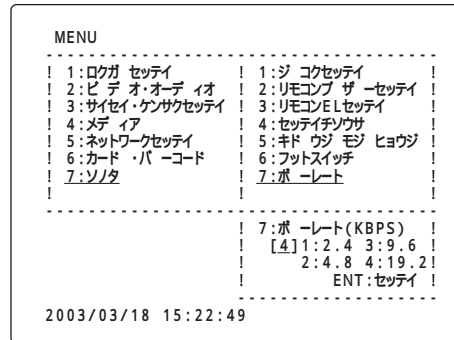 MENU
---------------------------------------
! 1:ロクガ セッテイ ! 1:ジ コクセッテイ !
! 2:ビ デ オ・オーデ ィオ ! 2:リモコンブ ザ ーセッテイ !
! 3:サイセイ・ケンサクセッテイ ! 3:リモコンELセッテイ !
! 4:メデ ィア ! 4:セッテイチソウサ !
! 5:ネットワークセッテイ ! 5:キド ウジ モジ ヒョウジ !
! 6:カード ・バ ーコード ! 6:フットスイッチ !
! 7:ソノタ ! 7:ボ ーレート !
! ! !
---------------------------------------
! 7:ボ ーレート(KBPS) !
! [4]1:2.4 3:9.6 !
! 2:4.8 4:19.2!
! ENT:セッテイ !
-------------------
2003/03/18 15:22:49